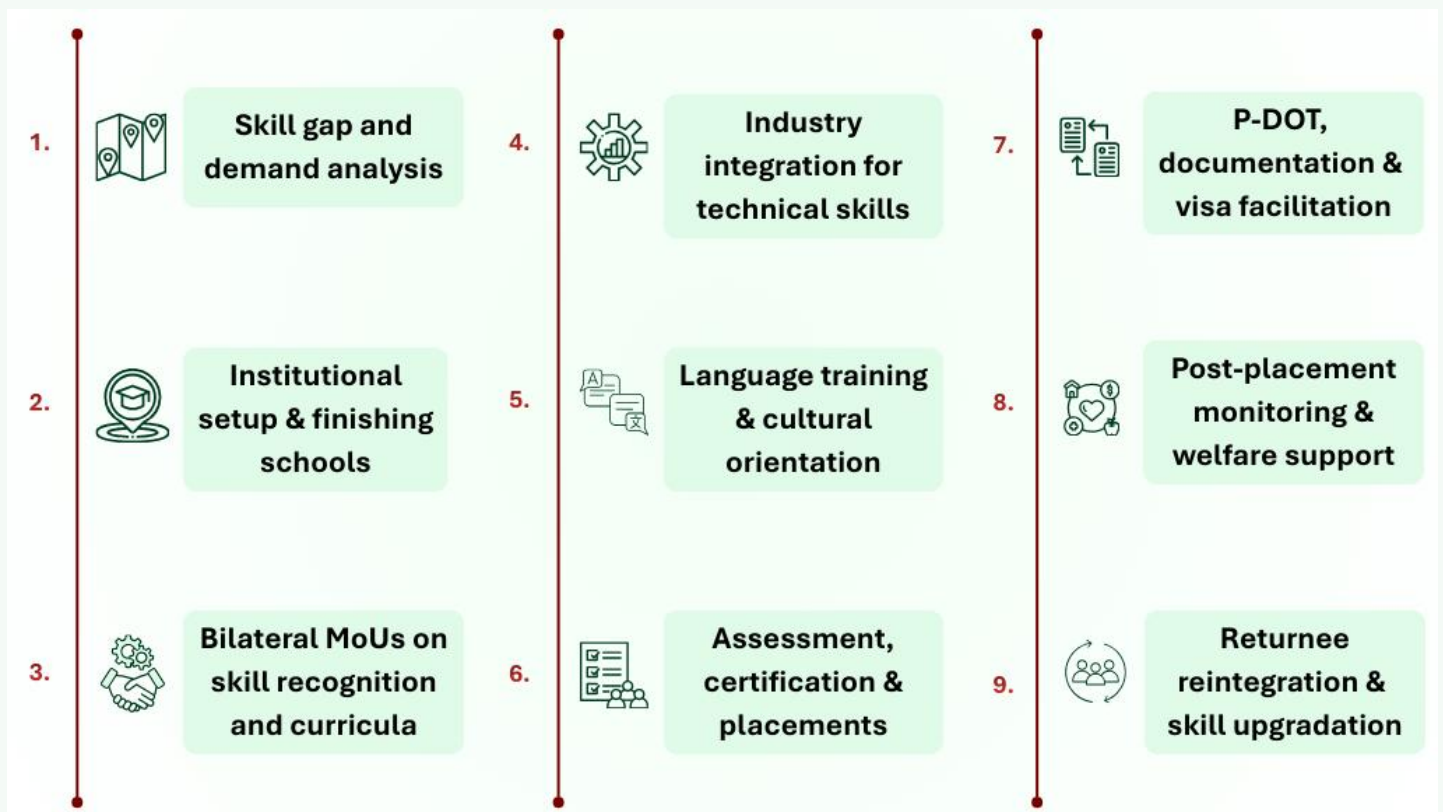 1.
Skill gap and
demand analysis
2.
Institutional
setup & finishing
schools
3.
Bilateral MoUs on
skill recognition
and curricula
4.
Industry
integration for
technical skills
5.
A
文
Language training
& cultural
orientation
6.
Assessment,
certification &
placements
7.
P-DOT,
documentation &
visa facilitation
8.
$
Post-placement
monitoring &
welfare support
9.
Returnee
reintegration &
skill upgradation